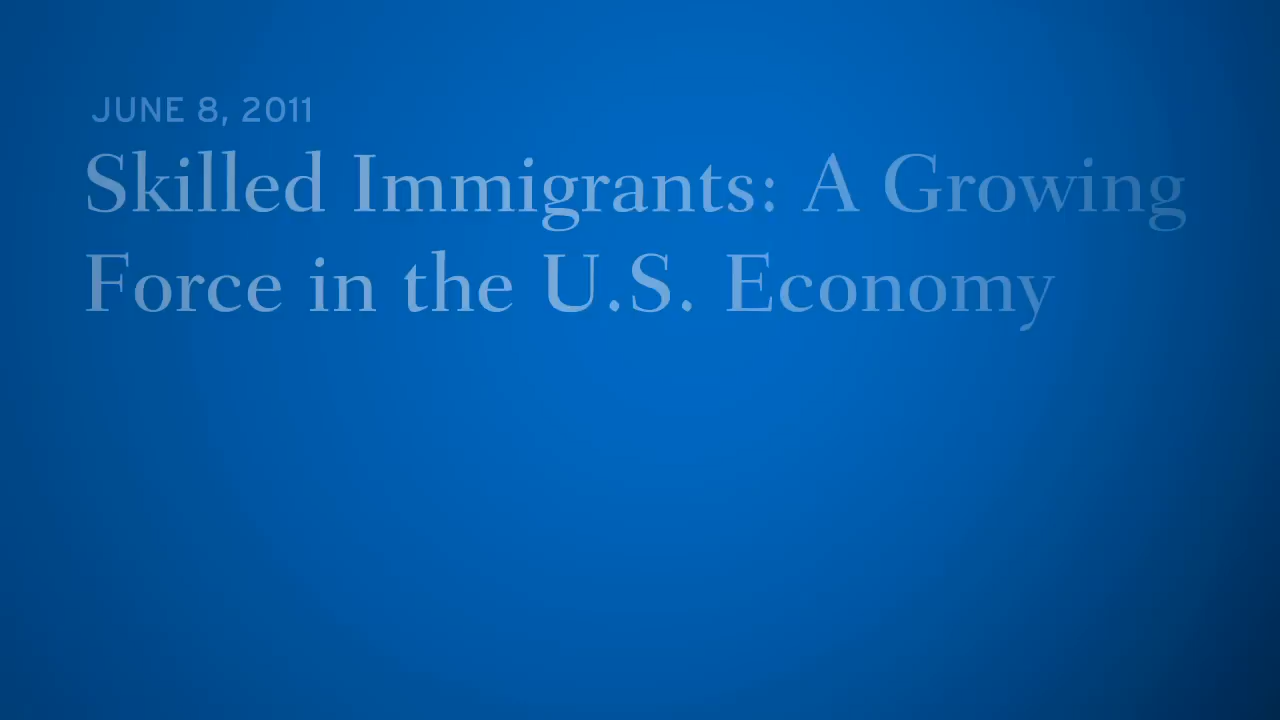 JUNE 8, 2011
Skilled Immigrants: A Growing
Force in the U.S. Economy